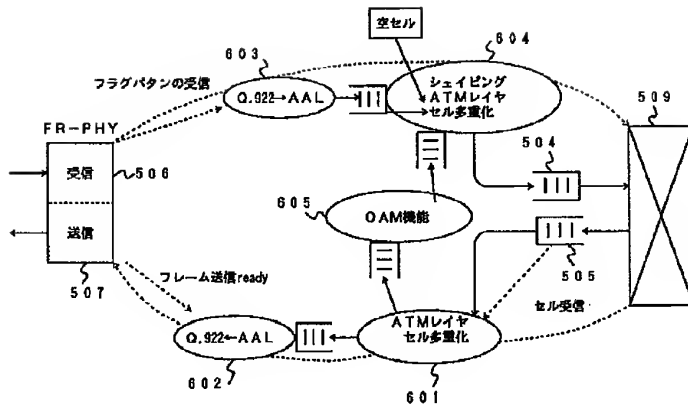 空セル
603
604
フラグパタンの受信
Q.922→AAL
シェイピング
ATMレイヤ
セル多重化
509
FR-PHY
受信
506
504
送信
605
OAM機能
507
フレーム送信ready
505
セル受信
Q.922←AAL
ATMレイヤ
セル多重化
602
601